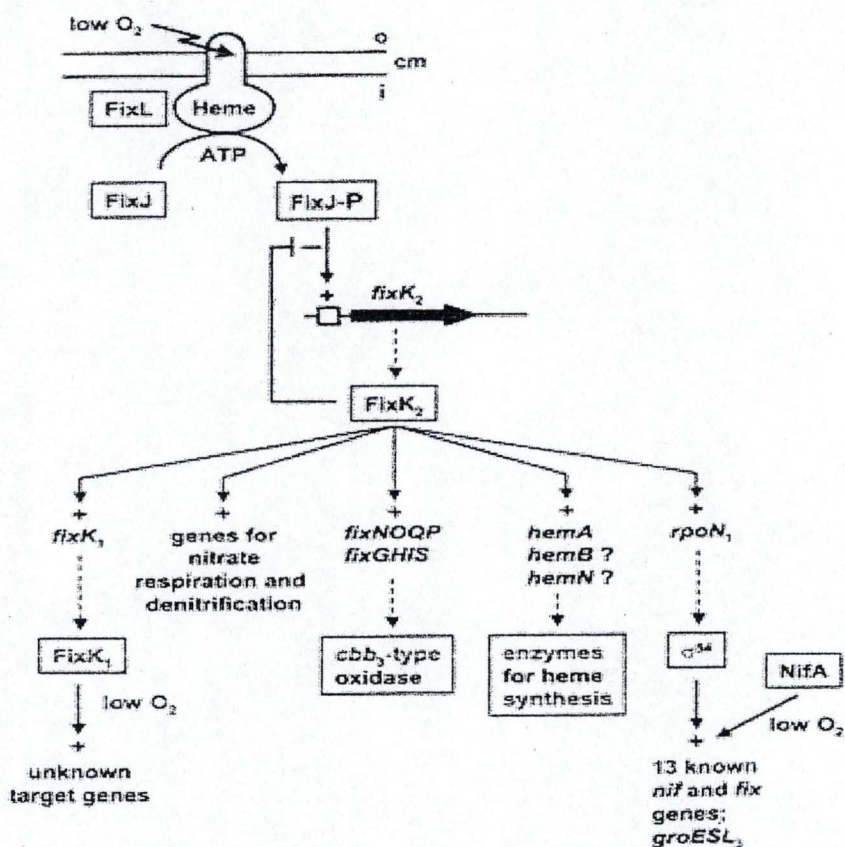 low O₂
o
cm
i
FixL
Heme
ATP
FixJ
FixJ-P
+
fixK₂
FixK₂
+
+
+
+
+
fixK₁
genes for
nitrate
respiration and
denitrification
fixNOQP
fixGHIS
hemA
hemB ?
hemN ?
rpoN₁
FixK₁
cbb₃-type
oxidase
enzymes
for heme
synthesis
σ⁵⁴
NifA
low O₂
low O₂
+
+
unknown
target genes
13 known
nif and fix
genes;
groESL₃